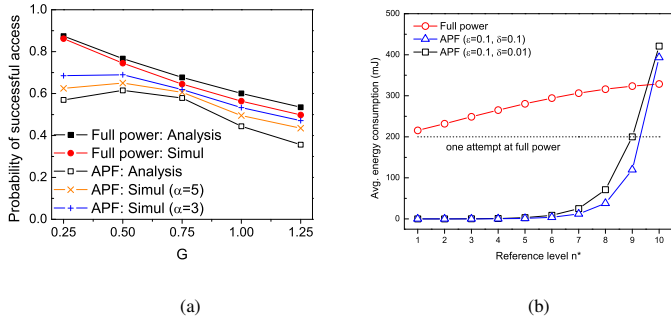 (a)
Probability of successful access
1.0
0.8
0.6
0.4
0.2
0.0
Full power: Analysis
Full power: Simul
APF: Analysis
APF: Simul (α=5)
APF: Simul (α=3)
0.25 0.50 0.75 1.00 1.25
G
(a)
(b)
Avg. energy consumption (mJ)
500
400
300
200
100
0
Full power
APF (ε=0.1, δ=0.1)
APF (ε=0.1, δ=0.01)
one attempt at full power
1 2 3 4 5 6 7 8 9 10
Reference level n*
(b)